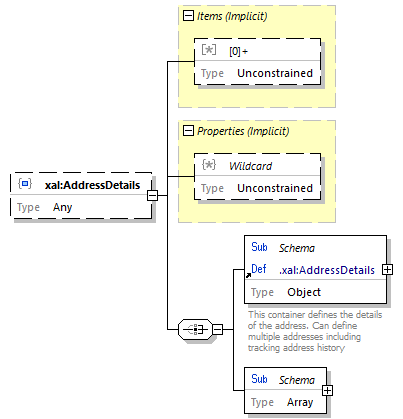 Items (Implicit)
[*] [0]+
Type Unconstrained
Properties (Implicit)
{*} Wildcard
Type Unconstrained
xal:AddressDetails
Type Any
Sub Schema
Def .xal:AddressDetails
Type Object
This container defines the details
of the address. Can define
multiple addresses including
tracking address history
Sub Schema
Type Array